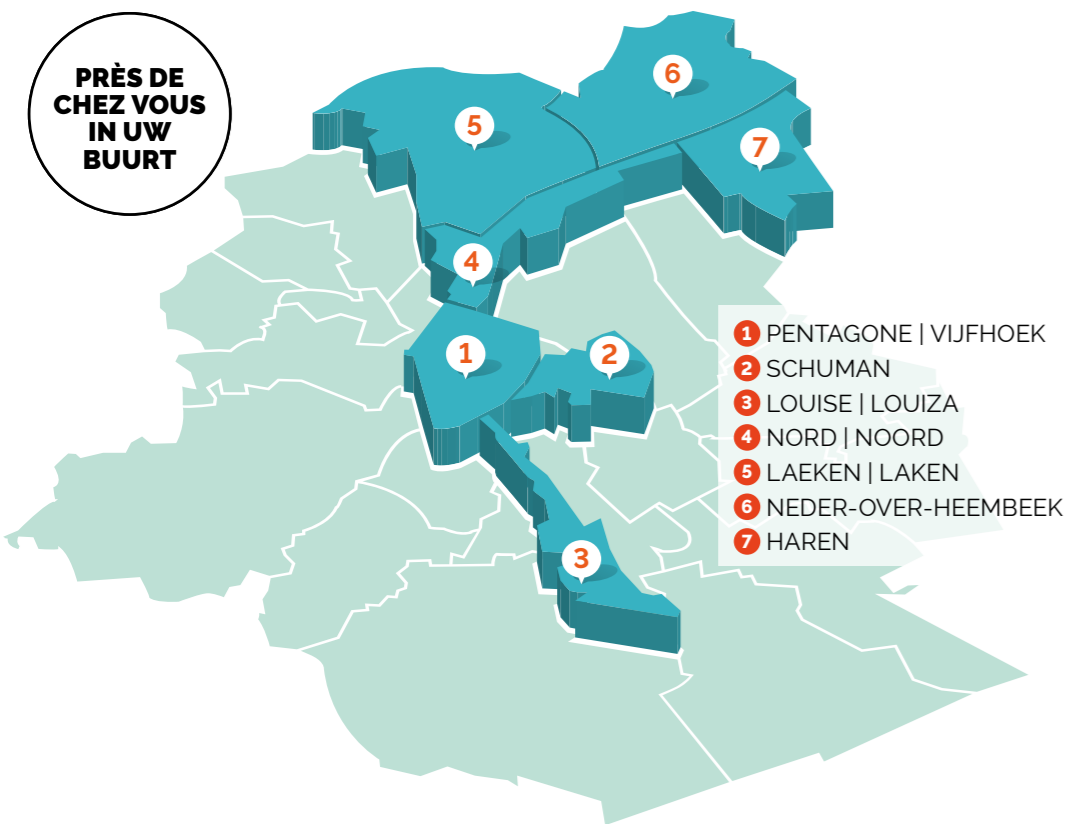 PRÈS DE
CHEZ VOUS
IN UW
BUURT
6
5
7
4
1
2
3
1 PENTAGONE | VIJFHOEK
2 SCHUMAN
3 LOUISE | LOUIZA
4 NORD | NOORD
5 LAEKEN | LAKEN
6 NEDER-OVER-HEEMBEEK
7 HAREN